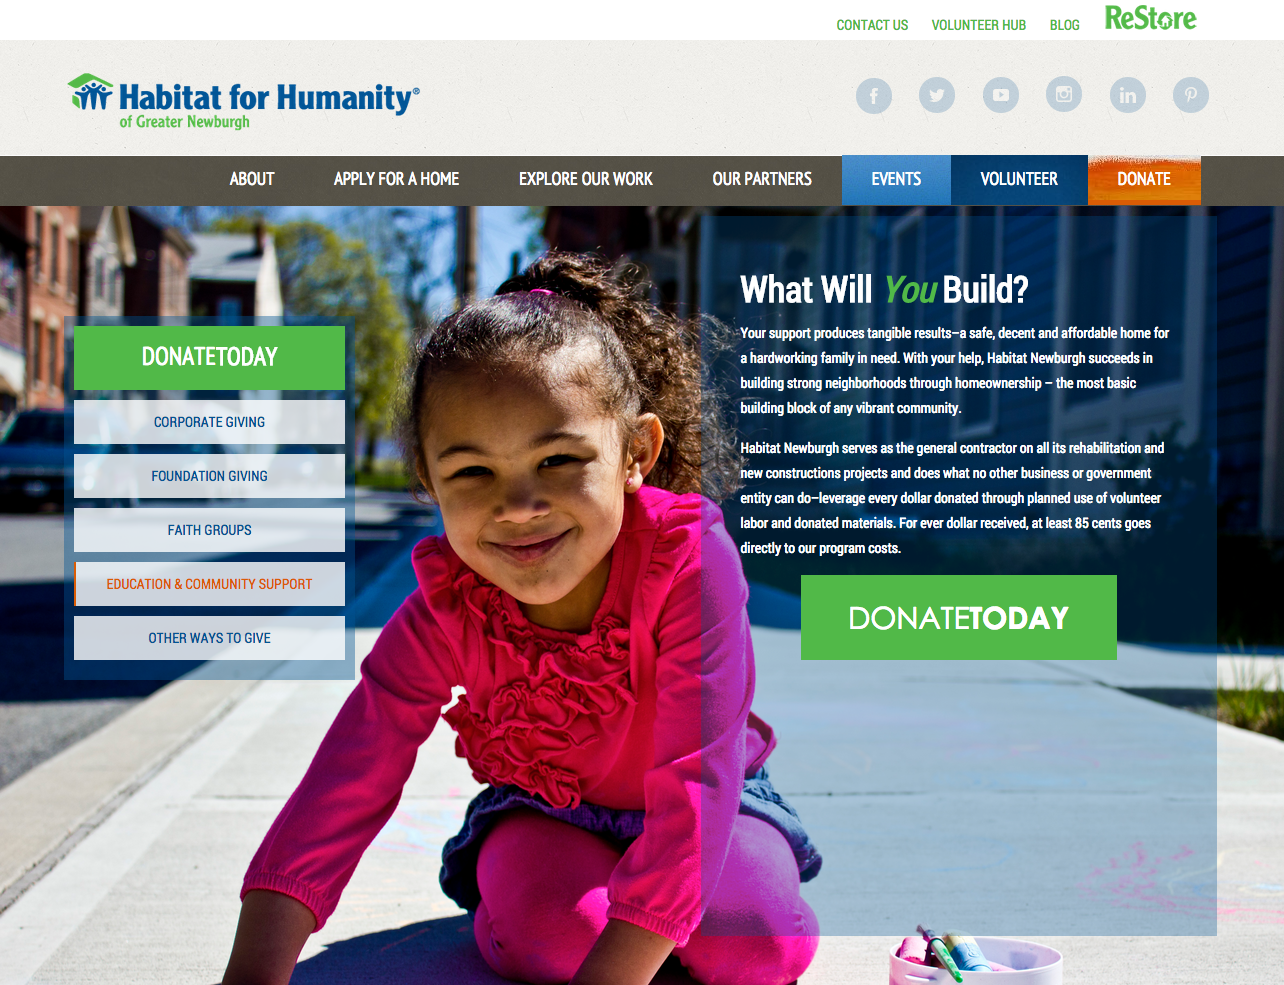 CONTACT US VOLUNTEER HUB BLOG ReStore
Habitat for Humanity®
of Greater Newburgh
ABOUT APPLY FOR A HOME EXPLORE OUR WORK OUR PARTNERS EVENTS VOLUNTEER DONATE
DONATETODAY
CORPORATE GIVING
FOUNDATION GIVING
FAITH GROUPS
EDUCATION & COMMUNITY SUPPORT
OTHER WAYS TO GIVE
What Will You Build?
Your support produces tangible results–a safe, decent and affordable home for
a hardworking family in need. With your help, Habitat Newburgh succeeds in
building strong neighborhoods through homeownership – the most basic
building block of any vibrant community.
Habitat Newburgh serves as the general contractor on all its rehabilitation and
new constructions projects and does what no other business or government
entity can do–leverage every dollar donated through planned use of volunteer
labor and donated materials. For ever dollar received, at least 85 cents goes
directly to our program costs.
DONATETODAY